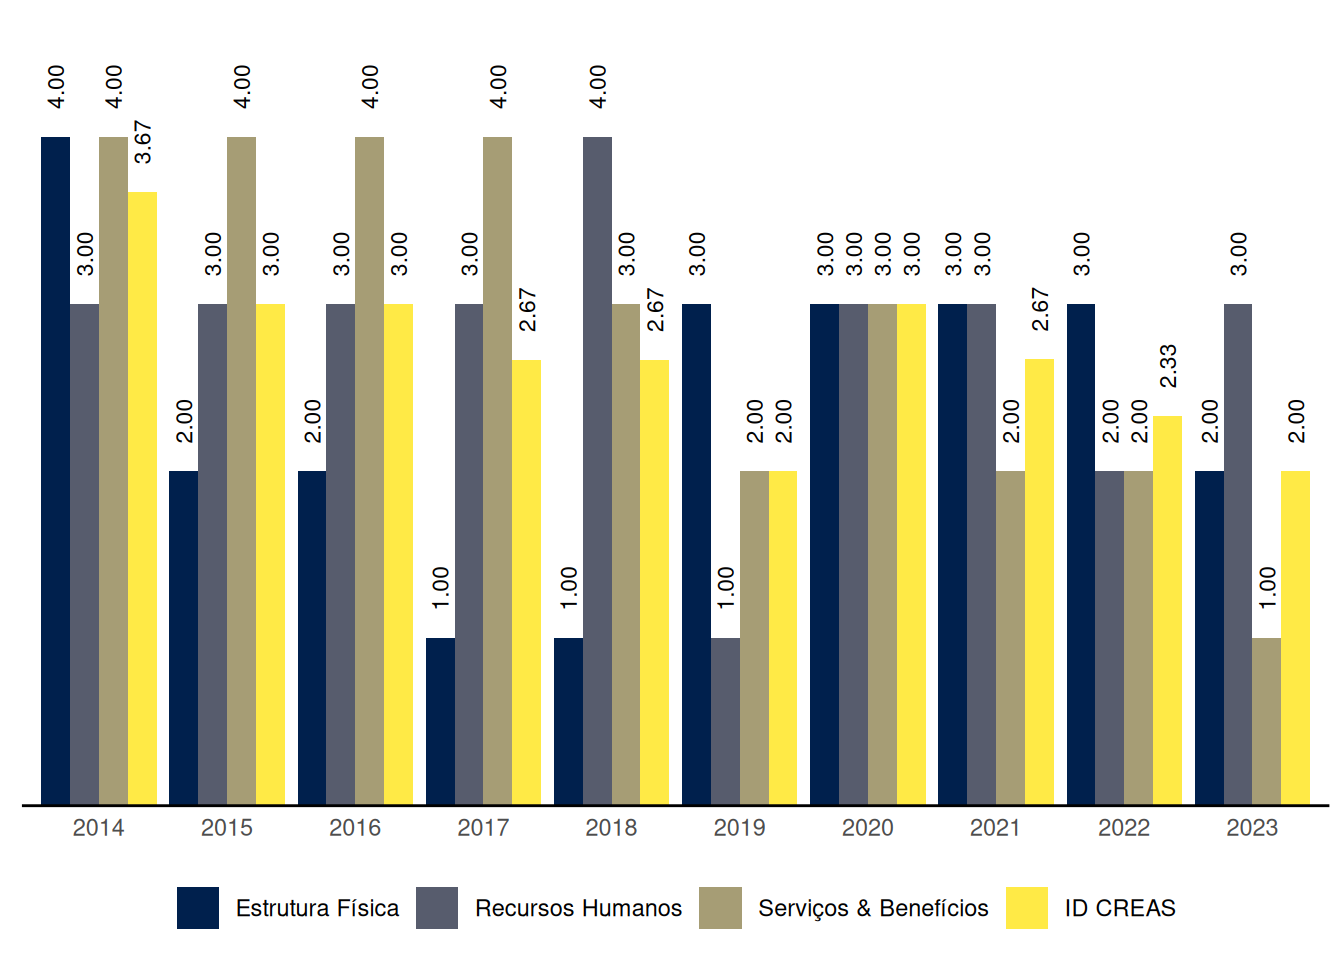 4.00 3.00 4.00 3.67 2.00 3.00 4.00 3.00 2.00 3.00 4.00 3.00 1.00 3.00 4.00 2.67 1.00 4.00 3.00 2.67 3.00 1.00 2.00 2.00 3.00 3.00 3.00 3.00 3.00 3.00 2.00 2.67 3.00 2.00 2.00 2.33 2.00 3.00 1.00 2.00
2014 2015 2016 2017 2018 2019 2020 2021 2022 2023
Estrutura Física Recursos Humanos Serviços & Benefícios ID CREAS